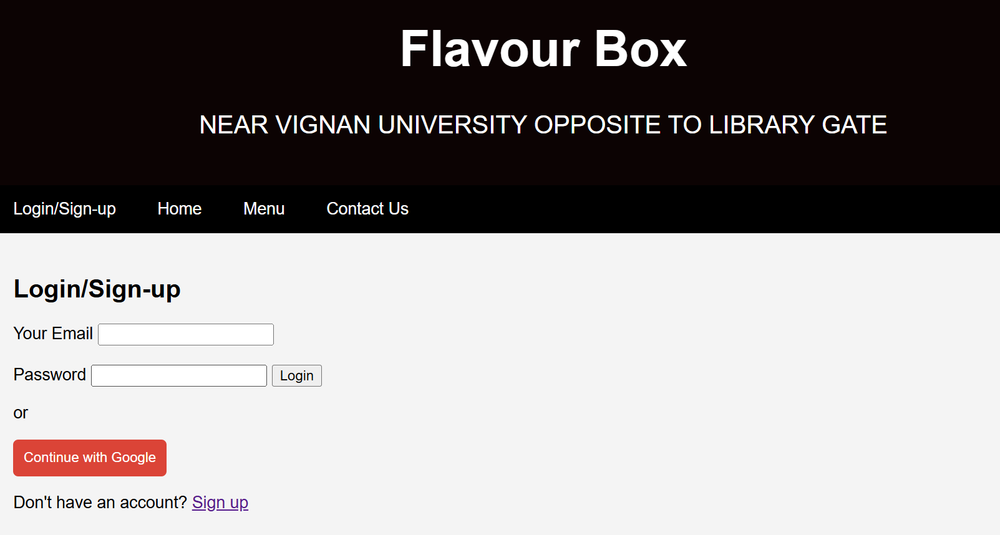 Flavour Box
NEAR VIGNAN UNIVERSITY OPPOSITE TO LIBRARY GATE
Login/Sign-up Home Menu Contact Us
Login/Sign-up
Your Email
Password Login
or
Continue with Google
Don't have an account? Sign up